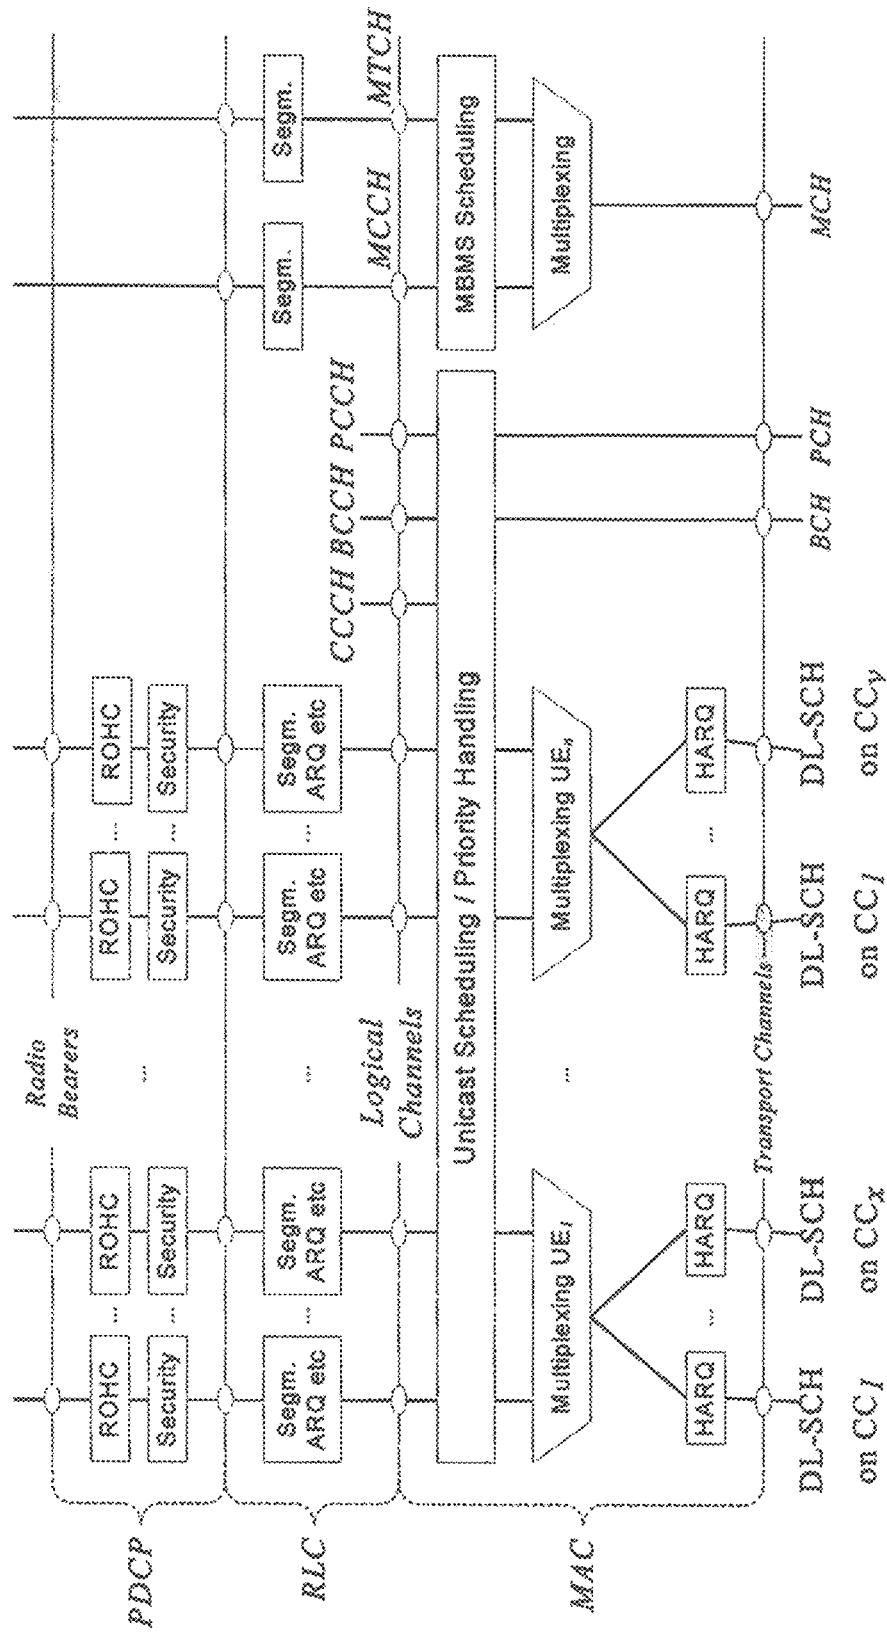 Radio
Bearers
PDCP
ROHC ... ROHC
ROHC ... ROHC
Security ... Security
...
Security ... Security
RLC
Segm.
ARQ etc
...
Segm.
ARQ etc
...
Segm.
ARQ etc
...
Segm.
ARQ etc
Segm.
Segm.
Logical
Channels
CCCH BCCH PCCH
MCCH
MTCH
MAC
Unicast Scheduling / Priority Handling
MBMS Scheduling
Multiplexing UE1
...
Multiplexing UEn
Multiplexing
HARQ ... HARQ
HARQ ... HARQ
Transport Channels
DL-SCH
on CC1
DL-SCH
on CCx
DL-SCH
on CC1
DL-SCH
on CCy
BCH
PCH
MCH